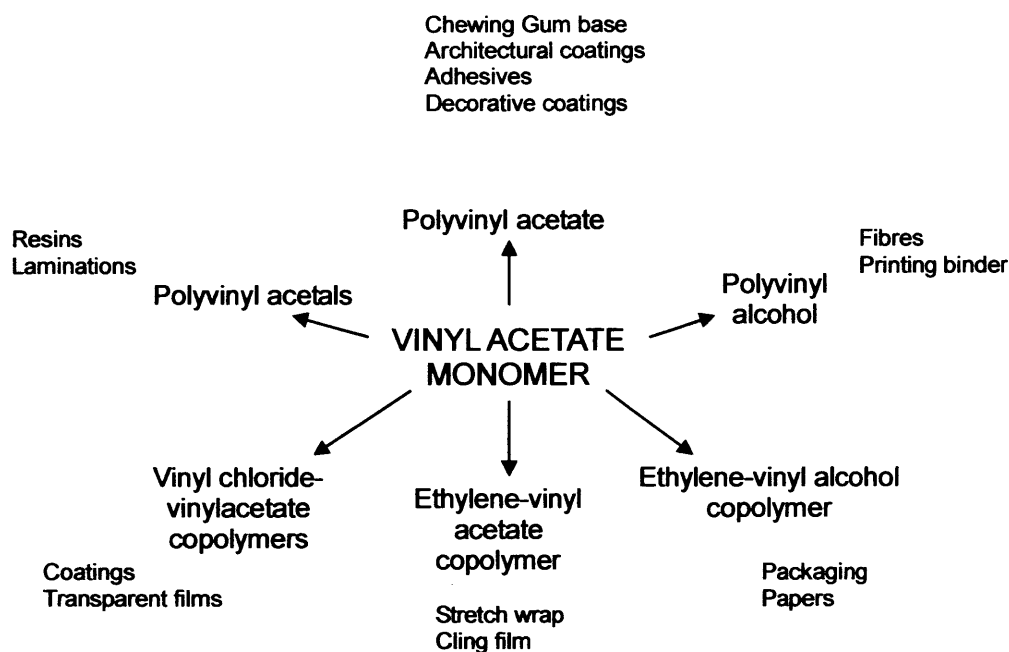 Chewing Gum base
Architectural coatings
Adhesives
Decorative coatings
Polyvinyl acetate
Resins
Laminations
Polyvinyl acetals
Fibres
Printing binder
Polyvinyl
alcohol
VINYL ACETATE
MONOMER
Vinyl chloride-
vinylacetate
copolymers
Coatings
Transparent films
Ethylene-vinyl
acetate
copolymer
Stretch wrap
Cling film
Ethylene-vinyl alcohol
copolymer
Packaging
Papers